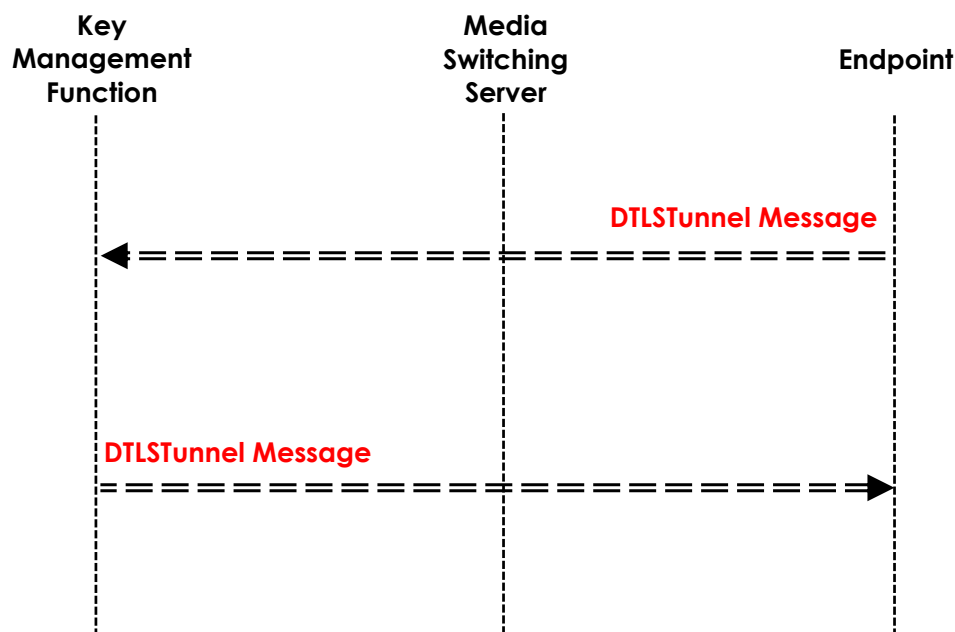 Key
Management
Function
Media
Switching
Server
Endpoint
DTLSTunnel Message
DTLSTunnel Message